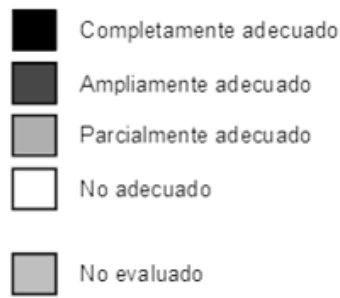 Completamente adecuado
Ampliamente adecuado
Parcialmente adecuado
No adecuado
No evaluado